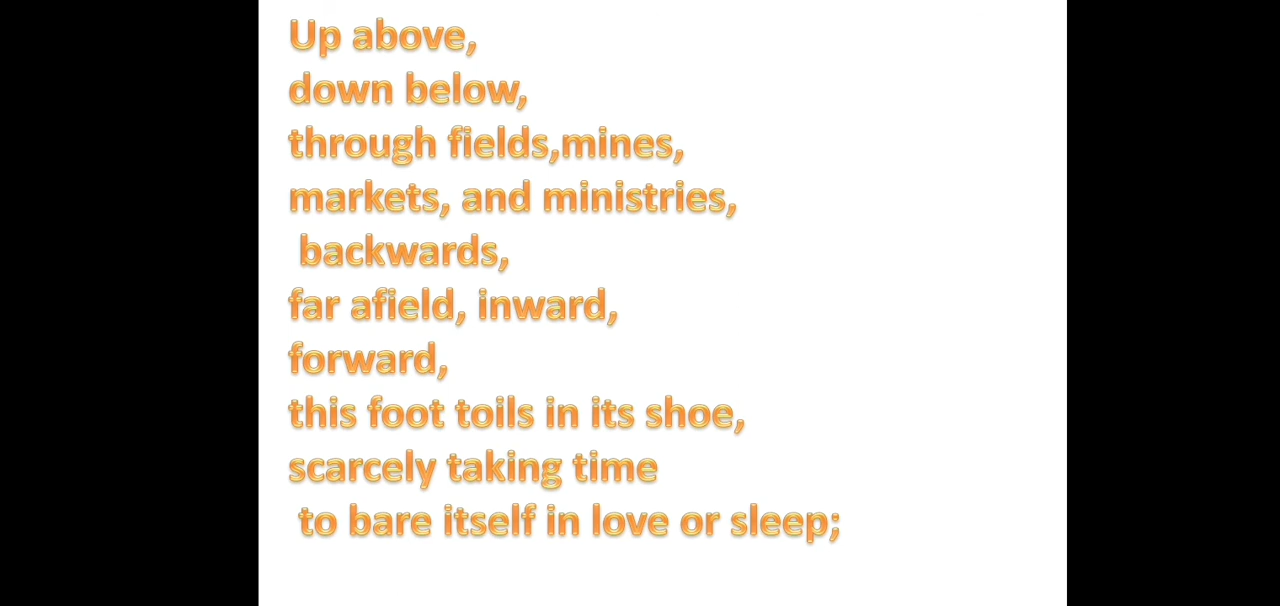 Up above,
down below,
through fields,mines,
markets, and ministries,
backwards,
far afield, inward,
forward,
this foot toils in its shoe,
scarcely taking time
to bare itself in love or sleep;